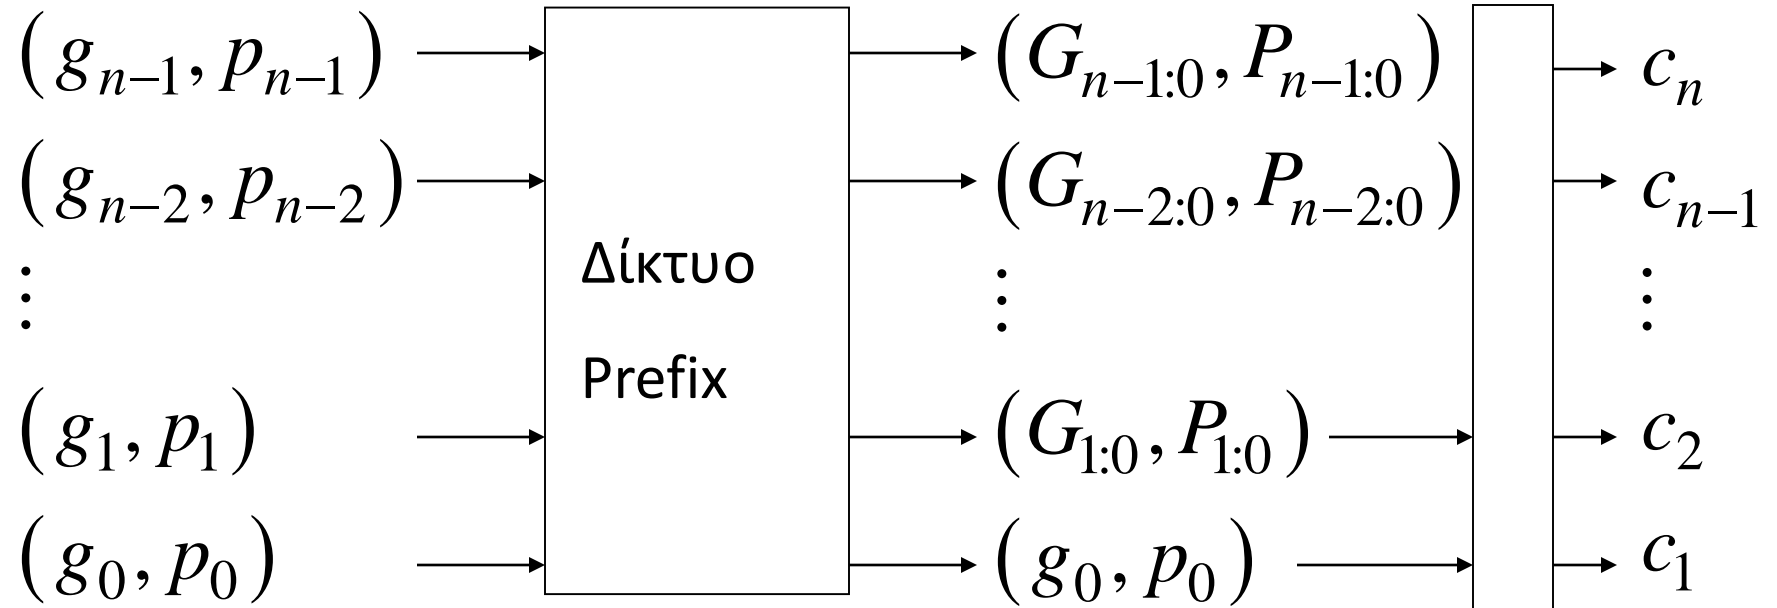 (g_{n−1}, p_{n−1}) (G_{n−1:0}, P_{n−1:0}) c_n
(g_{n−2}, p_{n−2}) (G_{n−2:0}, P_{n−2:0}) c_{n−1}
Δίκτυο
⋮ ⋮ ⋮
Prefix
(g_1, p_1) (G_{1:0}, P_{1:0}) c_2
(g_0, p_0) (g_0, p_0) c_1